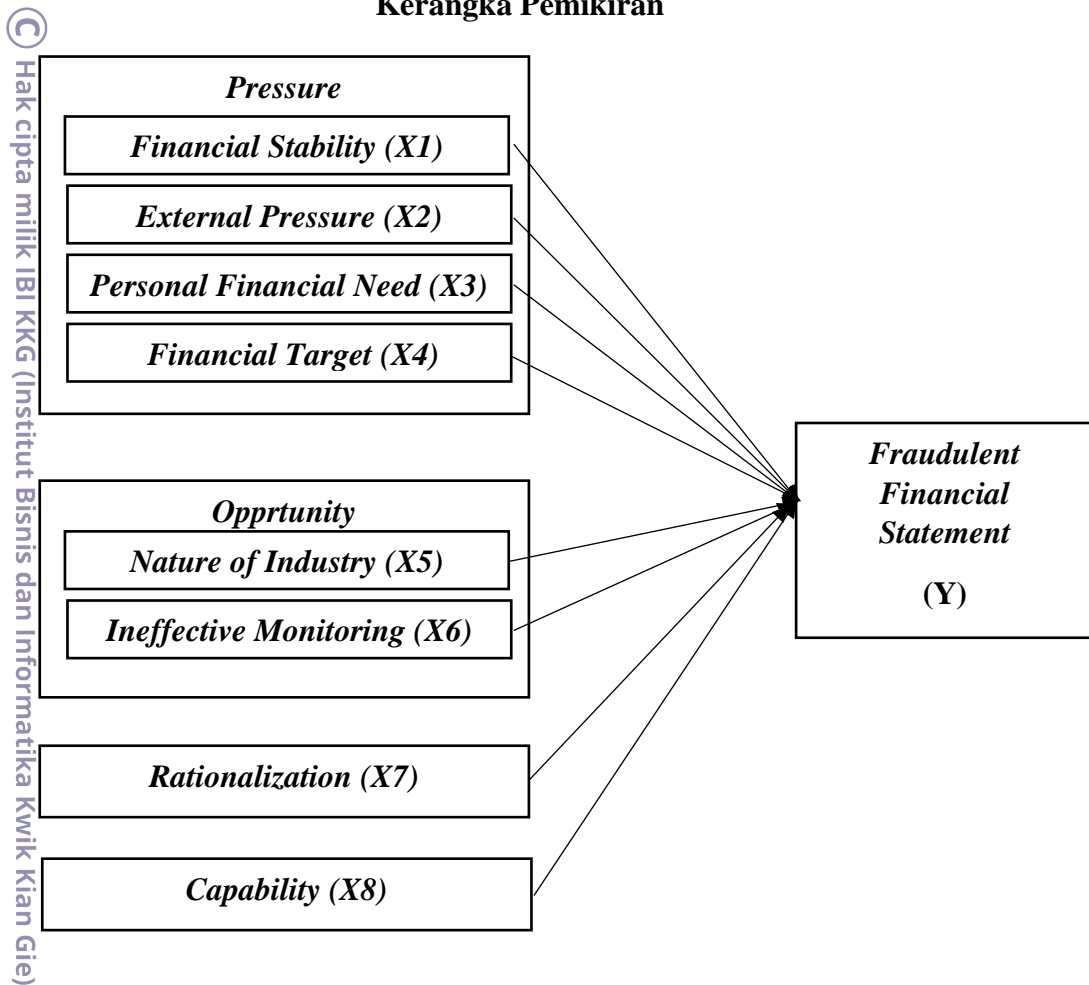 Kerangka Pemikiran
© Hak cipta milik IBI KKG (Institut Bisnis dan Informatika Kwik Kian Gie)
Pressure
Financial Stability (X1)
External Pressure (X2)
Personal Financial Need (X3)
Financial Target (X4)
Opprtunity
Nature of Industry (X5)
Ineffective Monitoring (X6)
Rationalization (X7)
Capability (X8)
Fraudulent
Financial
Statement
(Y)